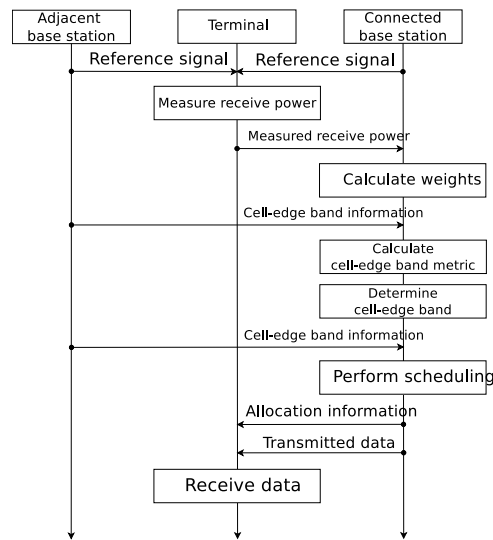 Adjacent
base station
Terminal
Connected
base station
Reference signal
Reference signal
Measure receive power
Measured receive power
Calculate weights
Cell-edge band information
Calculate
cell-edge band metric
Determine
cell-edge band
Cell-edge band information
Perform scheduling
Allocation information
Transmitted data
Receive data